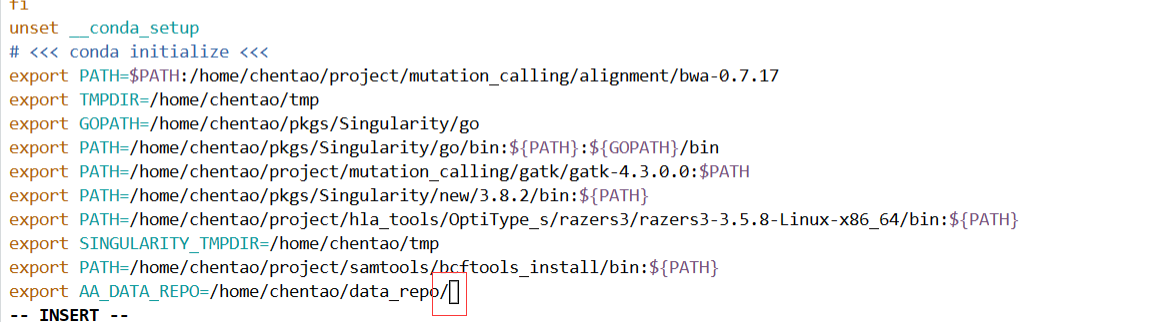 fi
unset __conda_setup
# <<< conda initialize <<<
export PATH=$PATH:/home/chentao/project/mutation_calling/alignment/bwa-0.7.17
export TMPDIR=/home/chentao/tmp
export GOPATH=/home/chentao/pkgs/Singularity/go
export PATH=/home/chentao/pkgs/Singularity/go/bin:${PATH}:${GOPATH}/bin
export PATH=/home/chentao/project/mutation_calling/gatk/gatk-4.3.0.0:$PATH
export PATH=/home/chentao/pkgs/Singularity/new/3.8.2/bin:${PATH}
export PATH=/home/chentao/project/hla_tools/OptiType_s/razers3/razers3-3.5.8-Linux-x86_64/bin:${PATH}
export SINGULARITY_TMPDIR=/home/chentao/tmp
export PATH=/home/chentao/project/samtools/bcftools_install/bin:${PATH}
export AA_DATA_REPO=/home/chentao/data_repo/
-- INSERT --